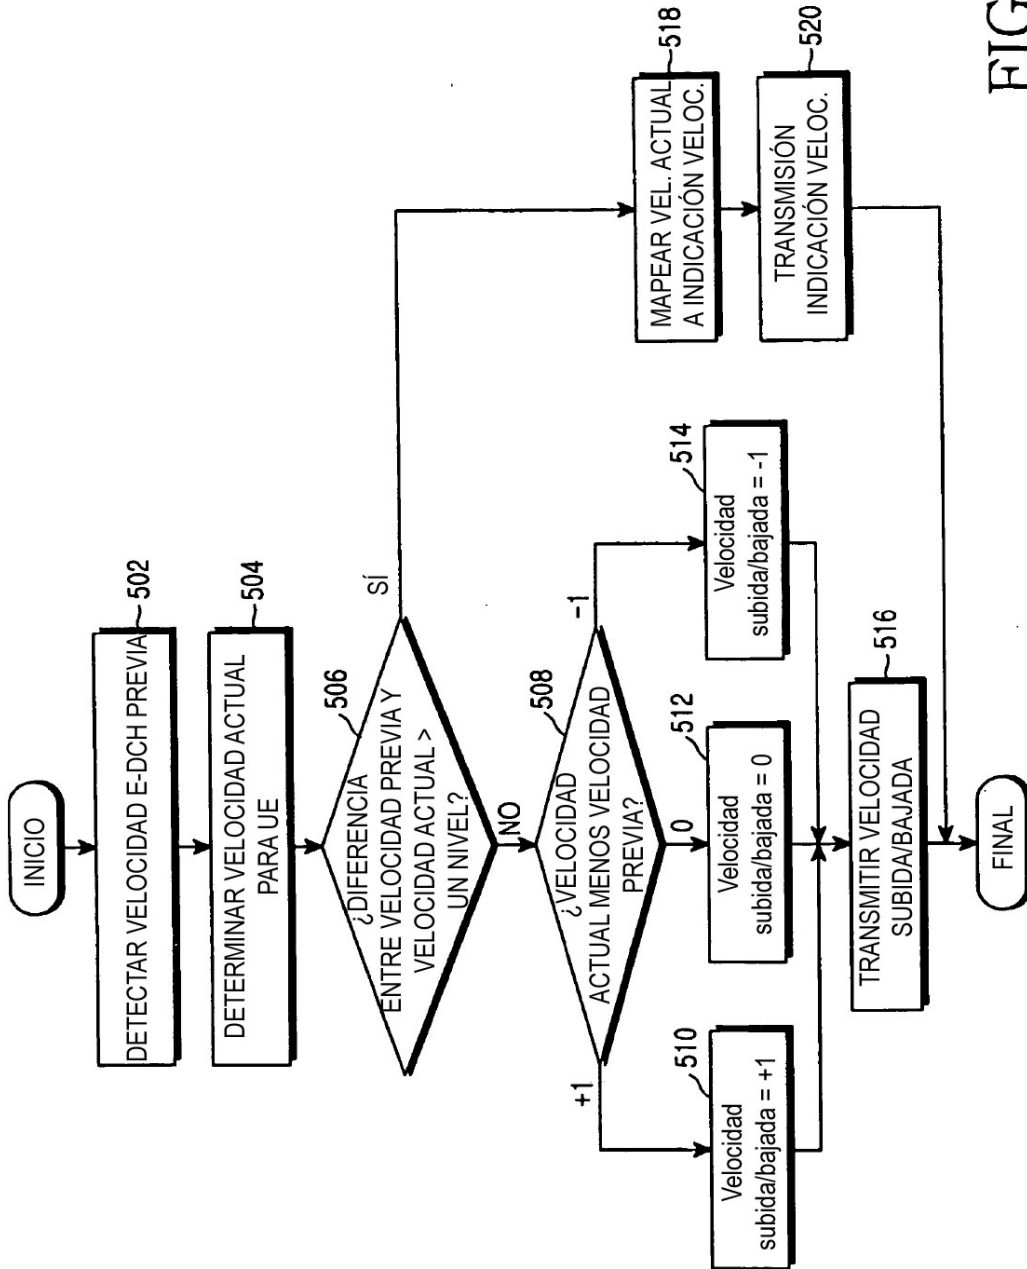 INICIO
DETECTAR VELOCIDAD E-DCH PREVIA
502
DETERMINAR VELOCIDAD ACTUAL
PARA UE
504
¿DIFERENCIA
ENTRE VELOCIDAD PREVIA Y
VELOCIDAD ACTUAL >
UN NIVEL?
506
SÍ
NO
¿VELOCIDAD
ACTUAL MENOS VELOCIDAD
PREVIA?
508
+1
0
-1
Velocidad
subida/bajada = +1
510
Velocidad
subida/bajada = 0
512
Velocidad
subida/bajada = -1
514
TRANSMITIR VELOCIDAD
SUBIDA/BAJADA
516
MAPEAR VEL. ACTUAL
A INDICACIÓN VELOC.
518
TRANSMISIÓN
INDICACIÓN VELOC.
520
FINAL
FIG